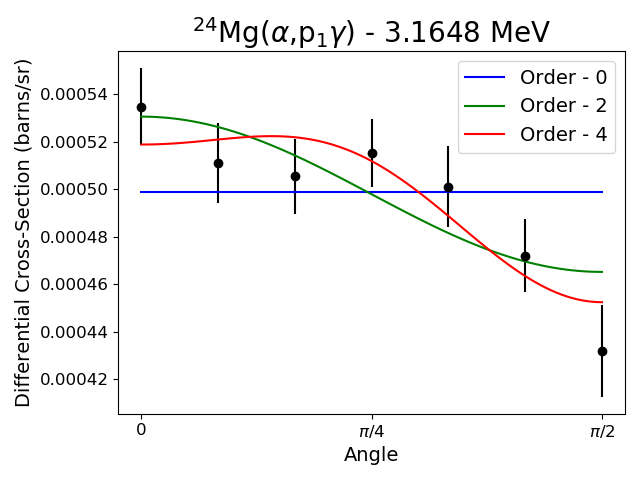 ²⁴Mg(α,p₁γ) - 3.1648 MeV
Differential Cross-Section (barns/sr)
0.00054
0.00052
0.00050
0.00048
0.00046
0.00044
0.00042
Order - 0
Order - 2
Order - 4
0
π/4
π/2
Angle